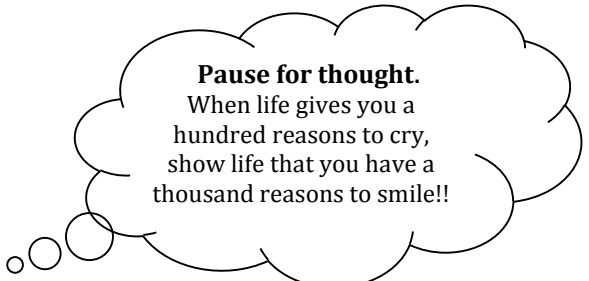 Pause for thought.
When life gives you a
hundred reasons to cry,
show life that you have a
thousand reasons to smile!!